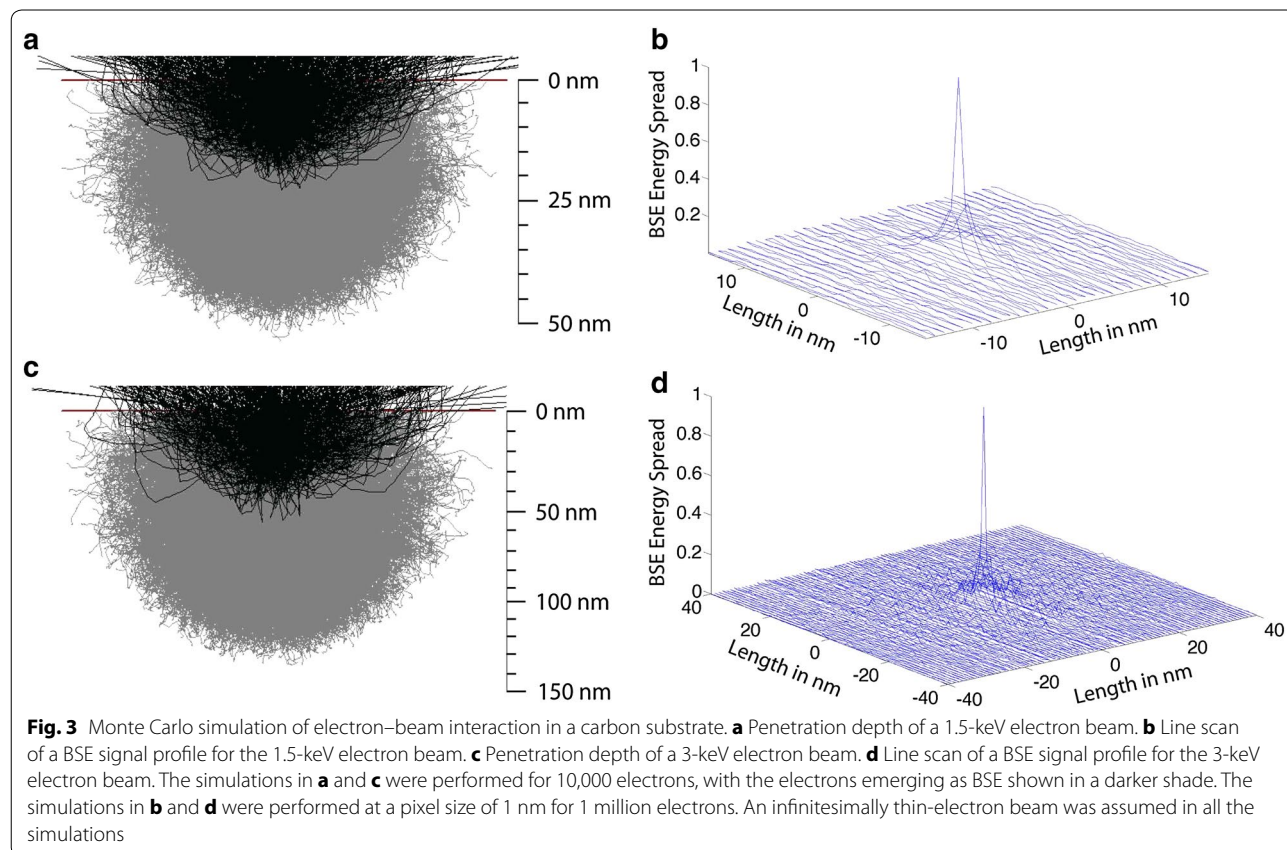 a
0 nm
25 nm
50 nm
b
BSE Energy Spread
1
0.8
0.6
0.4
0.2
10
0
-10
Length in nm
-10
0
10
Length in nm
c
0 nm
50 nm
100 nm
150 nm
d
BSE Energy Spread
1
0.8
0.6
0.4
0.2
0
40
20
0
-20
-40
Length in nm
-40
-20
0
20
40
Length in nm
Fig. 3 Monte Carlo simulation of electron–beam interaction in a carbon substrate. a Penetration depth of a 1.5-keV electron beam. b Line scan
of a BSE signal profile for the 1.5-keV electron beam. c Penetration depth of a 3-keV electron beam. d Line scan of a BSE signal profile for the 3-keV
electron beam. The simulations in a and c were performed for 10,000 electrons, with the electrons emerging as BSE shown in a darker shade. The
simulations in b and d were performed at a pixel size of 1 nm for 1 million electrons. An infinitesimally thin-electron beam was assumed in all the
simulations